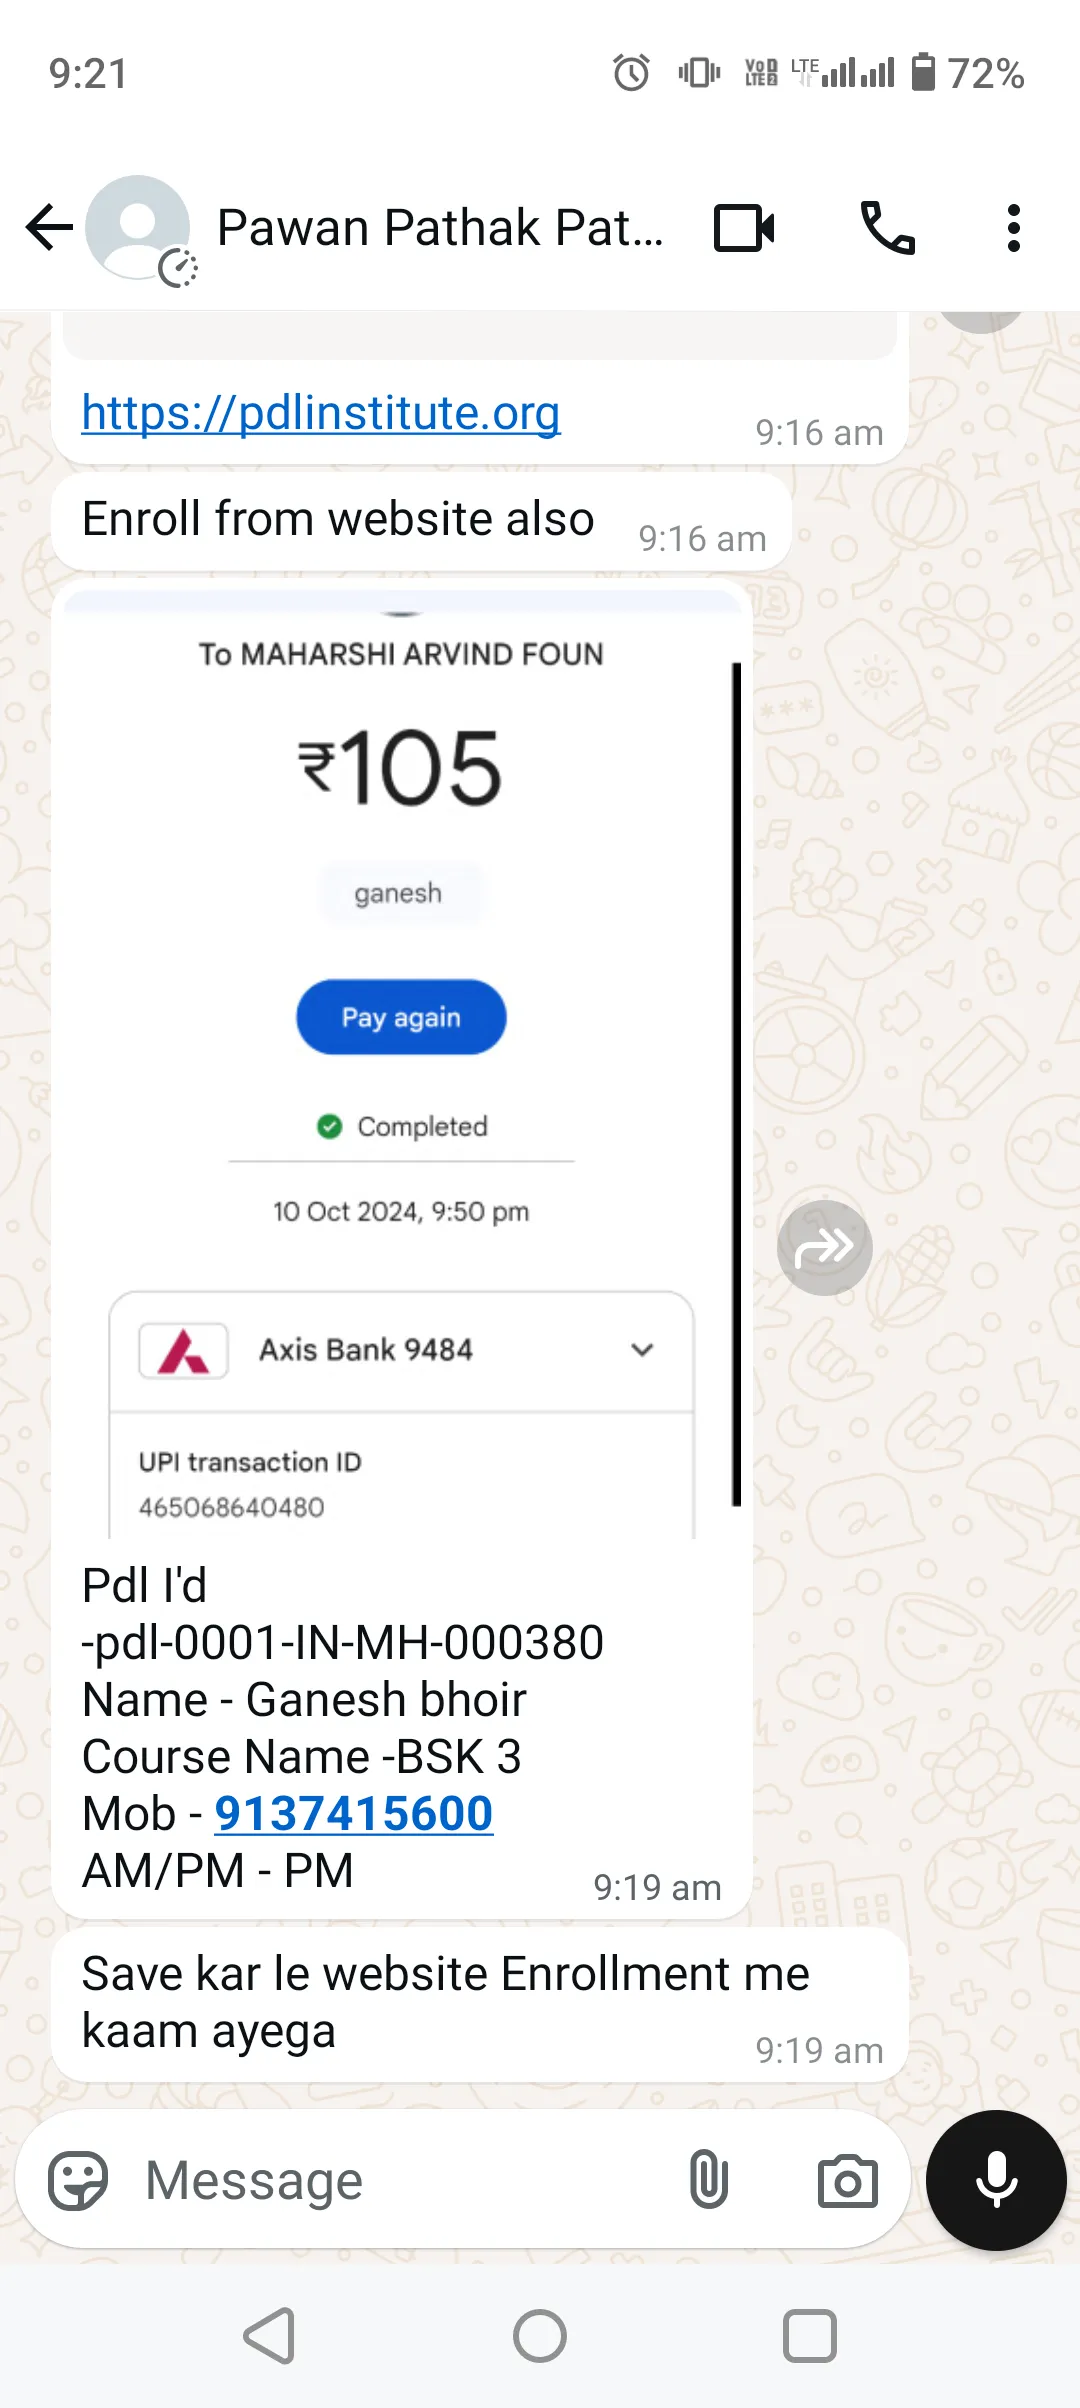 9:21
VoD LTE2 LTE 72%
Pawan Pathak Pat...
https://pdlinstitute.org
9:16 am
Enroll from website also
9:16 am
To MAHARSHI ARVIND FOUN
₹105
ganesh
Pay again
Completed
10 Oct 2024, 9:50 pm
Axis Bank 9484
UPI transaction ID
465068640480
Pdl I'd
-pdl-0001-IN-MH-000380
Name - Ganesh bhoir
Course Name -BSK 3
Mob - 9137415600
AM/PM - PM
9:19 am
Save kar le website Enrollment me
kaam ayega
9:19 am
Message